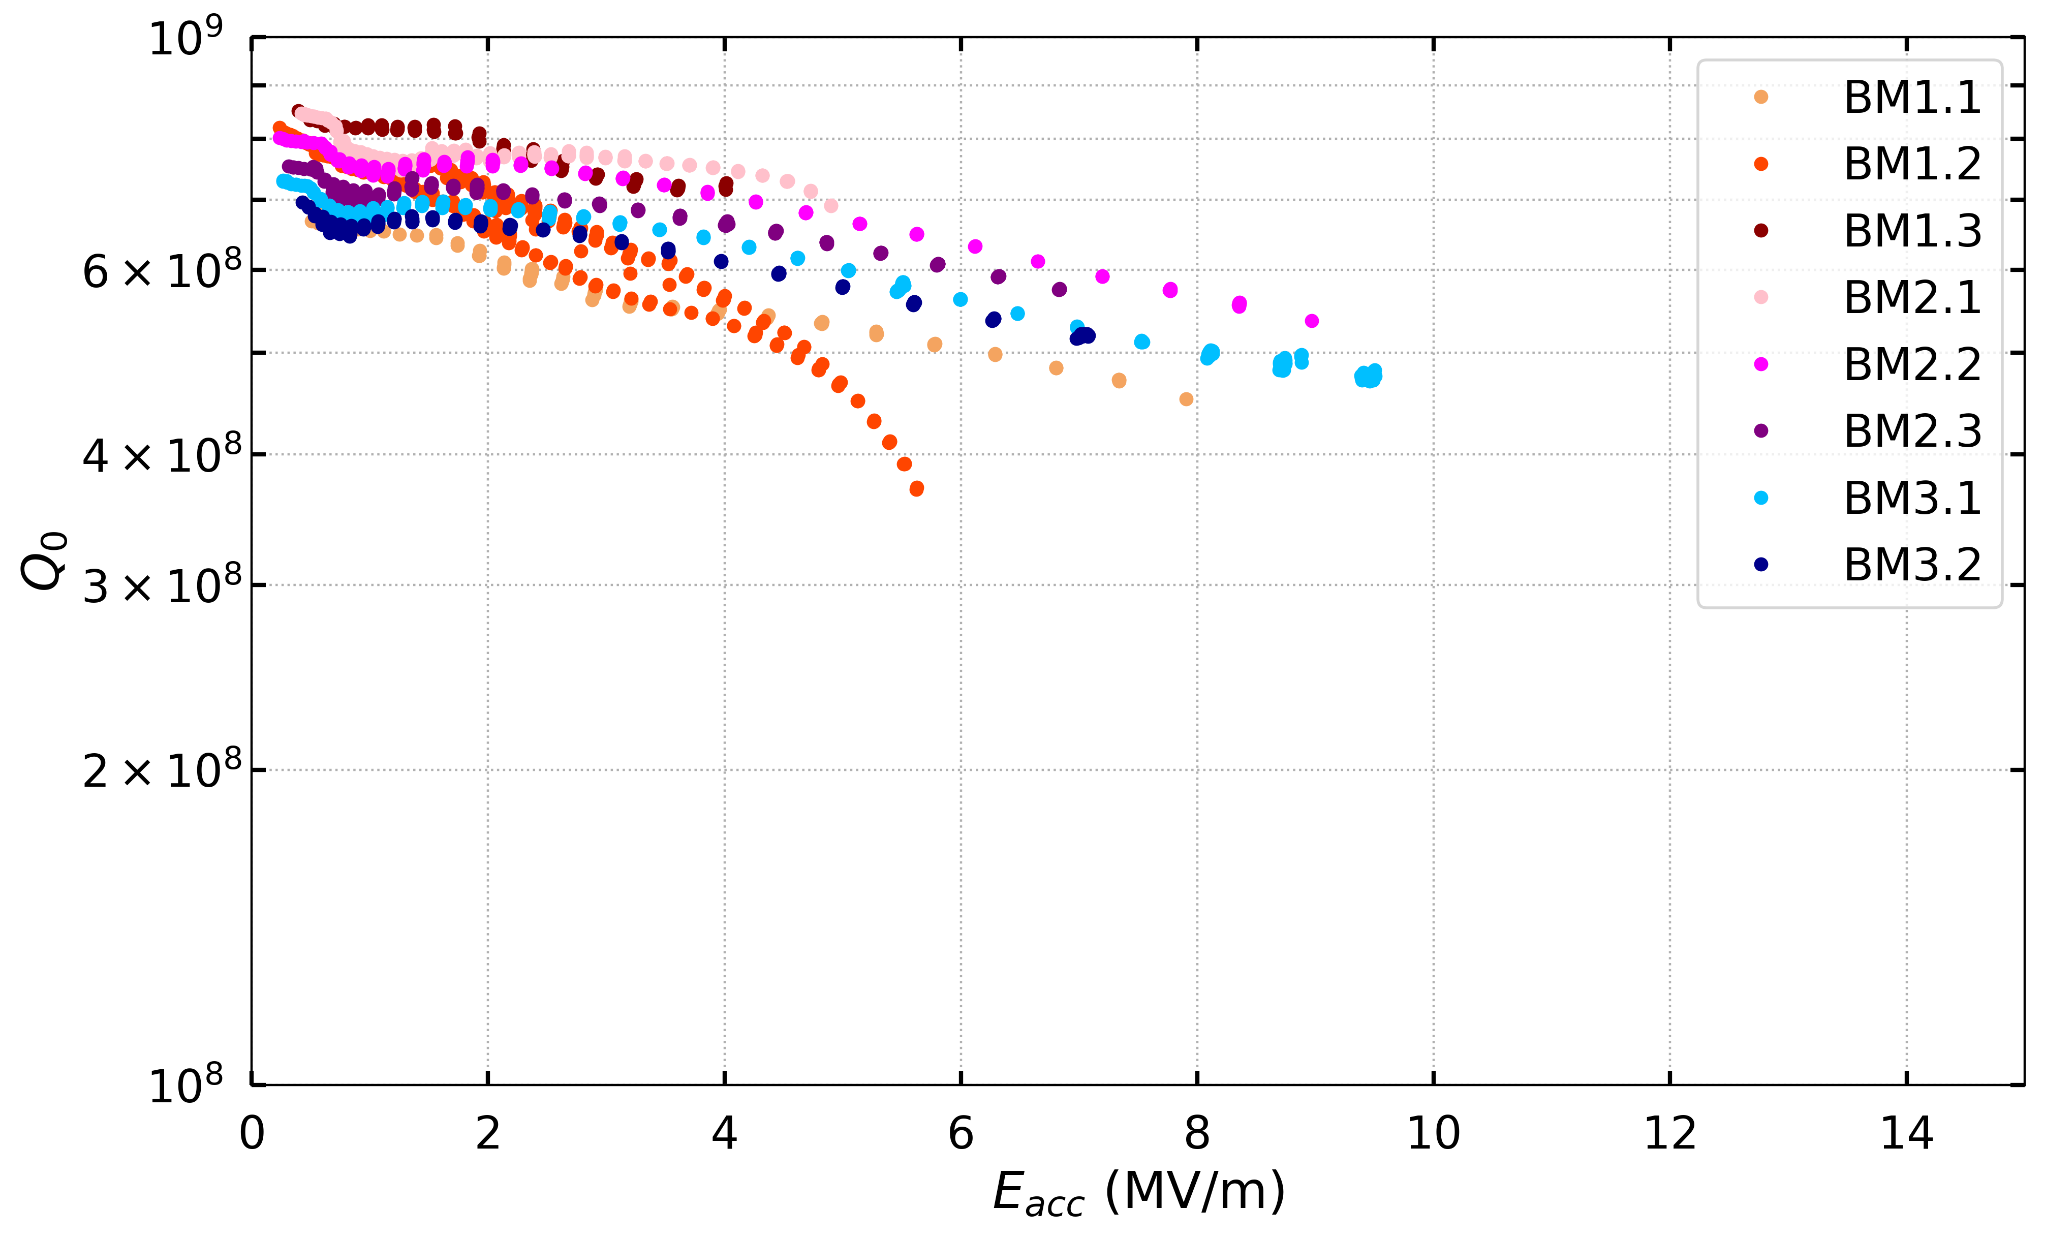 10⁹
6 × 10⁸
4 × 10⁸
3 × 10⁸
2 × 10⁸
10⁸
Q₀
0 2 4 6 8 10 12 14
E_acc (MV/m)
BM1.1
BM1.2
BM1.3
BM2.1
BM2.2
BM2.3
BM3.1
BM3.2